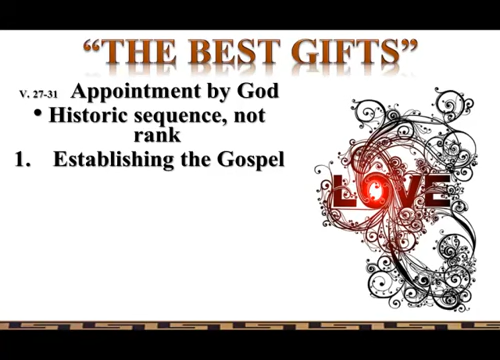 “THE BEST GIFTS”
V. 27-31 Appointment by God
• Historic sequence, not
rank
1. Establishing the Gospel
LOVE